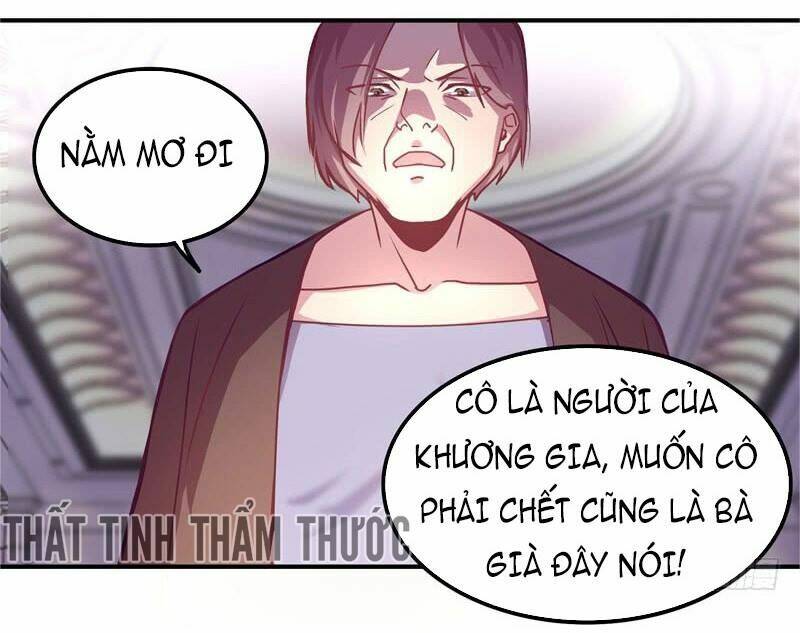 NẰM MƠ ĐI
CÔ LÀ NGƯỜI CỦA
KHƯƠNG GIA, MUỐN CÔ
PHẢI CHẾT CŨNG LÀ BÀ
GIÀ ĐÂY NÓI!
THẤT TINH THẨM THƯỚC